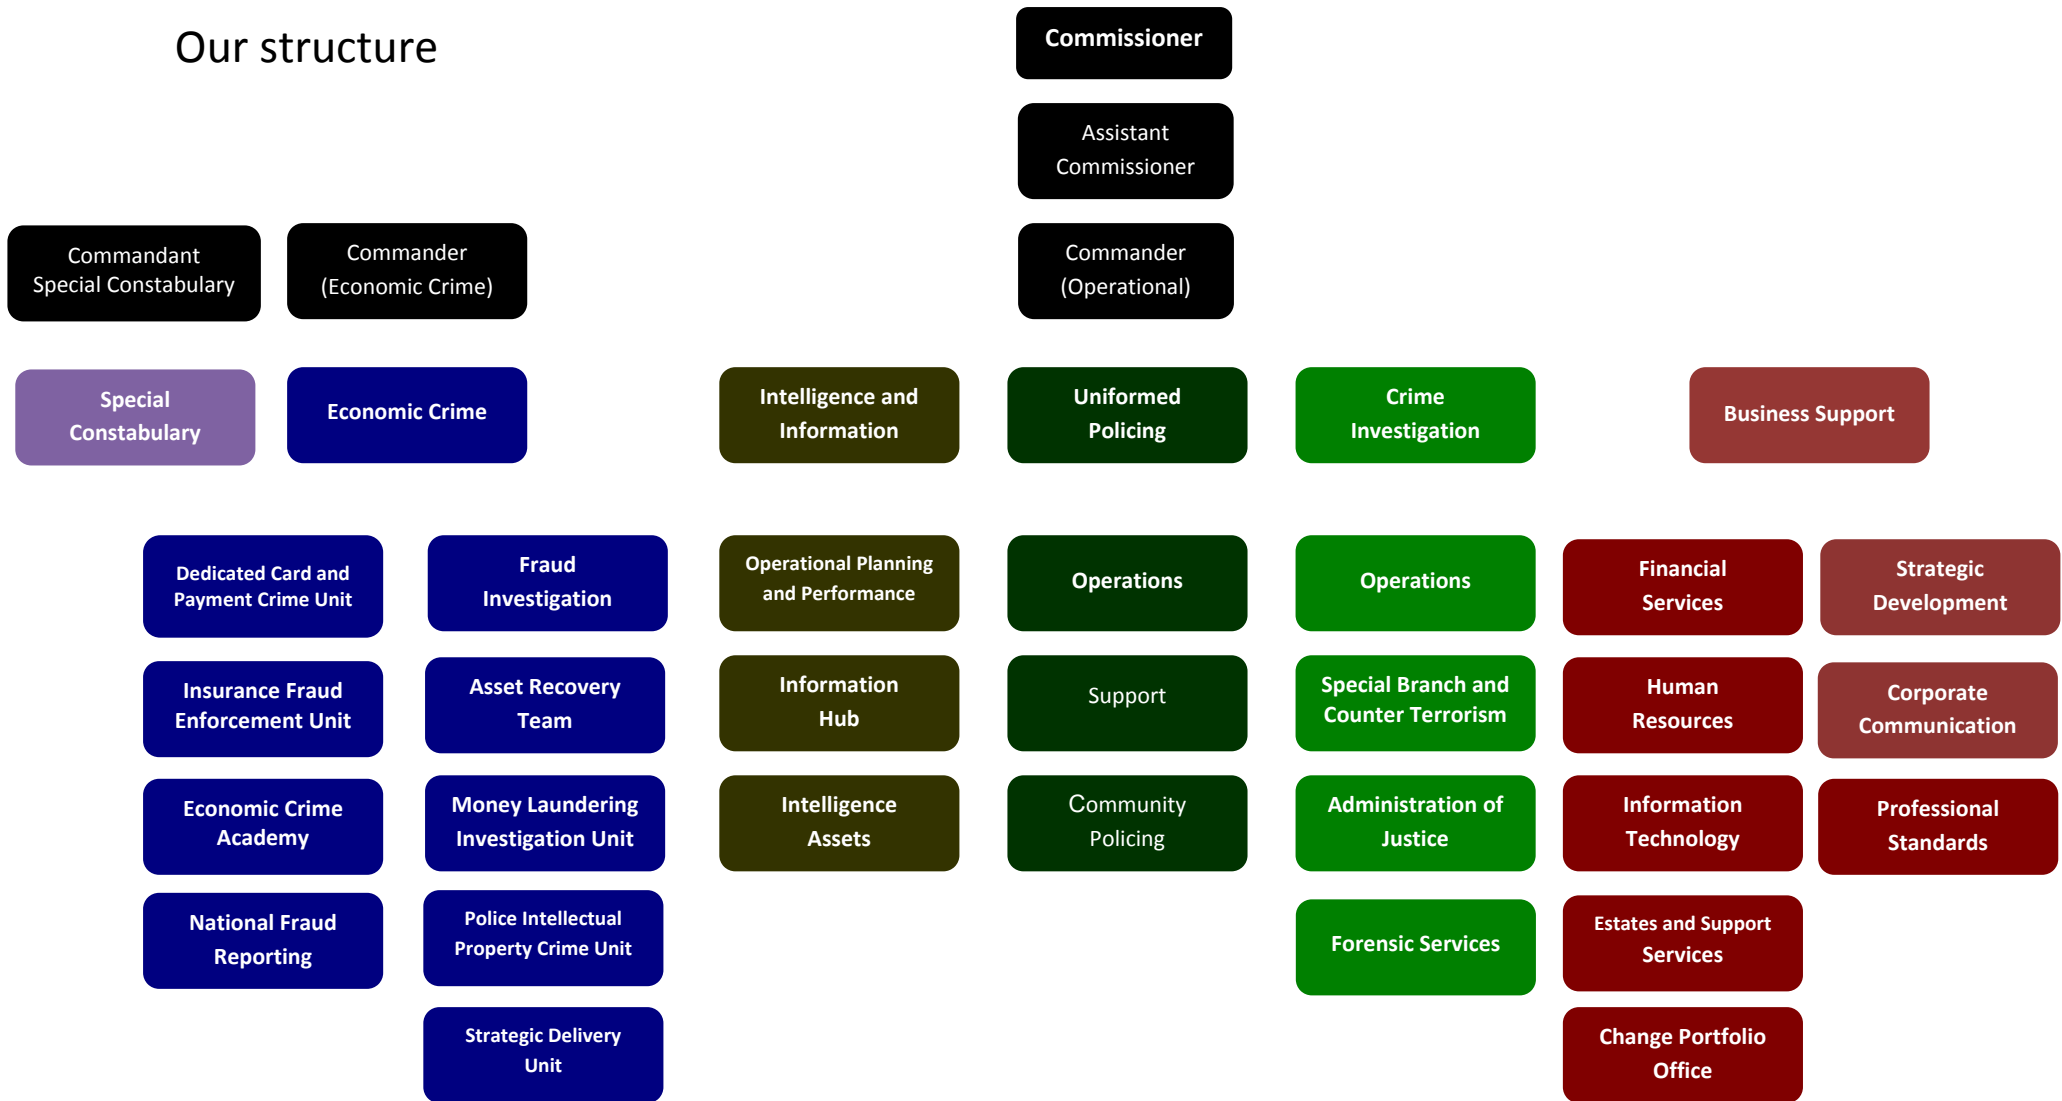 Our structure
Commissioner
Assistant
Commissioner
Commandant
Special Constabulary
Commander
(Economic Crime)
Commander
(Operational)
Special
Constabulary
Economic Crime
Intelligence and
Information
Uniformed
Policing
Crime
Investigation
Business Support
Dedicated Card and
Payment Crime Unit
Fraud
Investigation
Operational Planning
and Performance
Operations
Operations
Financial
Services
Strategic
Development
Insurance Fraud
Enforcement Unit
Asset Recovery
Team
Information
Hub
Support
Special Branch and
Counter Terrorism
Human
Resources
Corporate
Communication
Economic Crime
Academy
Money Laundering
Investigation Unit
Intelligence
Assets
Community
Policing
Administration of
Justice
Information
Technology
Professional
Standards
National Fraud
Reporting
Police Intellectual
Property Crime Unit
Forensic Services
Estates and Support
Services
Strategic Delivery
Unit
Change Portfolio
Office